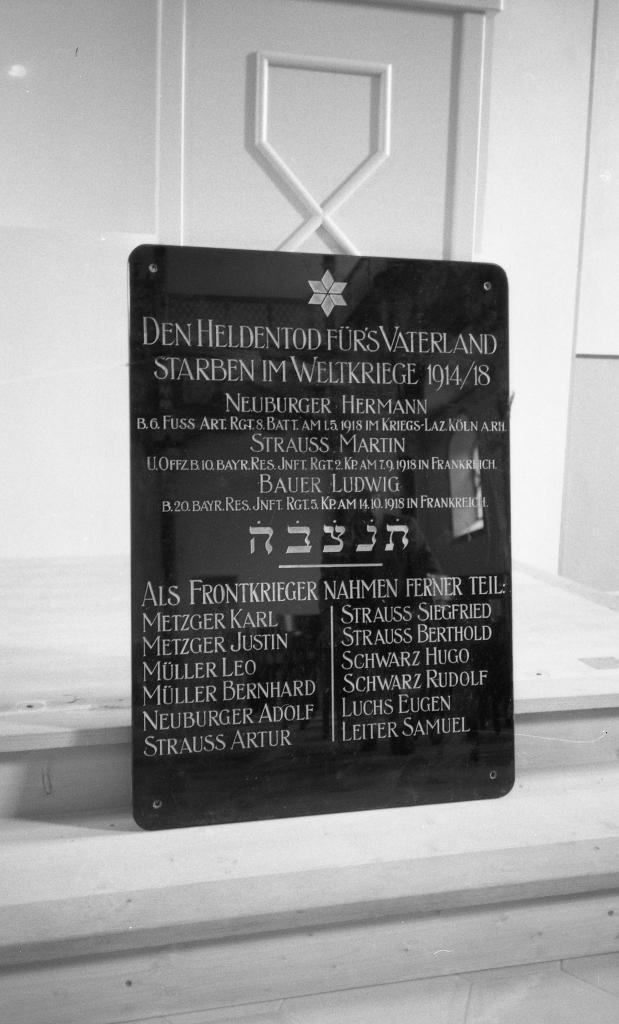 DEN HELDENTOD FÜR'S VATERLAND
STARBEN IM WELTKRIEGE 1914/18
NEUBURGER HERMANN
B.6. FUSS ART. RGT. 8. BATT. AM 1.5. 1918 IM KRIEGS-LAZ. KÖLN A.RH.
STRAUSS MARTIN
U.OFFZ. B.10. BAYR. RES. JNFT. RGT. 2. KP. AM 7.9. 1918 IN FRANKREICH.
BAUER LUDWIG
B.20. BAYR. RES. JNFT. RGT. 5. KP. AM 14.10. 1918 IN FRANKREICH.
תנצבה
ALS FRONTKRIEGER NAHMEN FERNER TEIL:
METZGER KARL
METZGER JUSTIN
MÜLLER LEO
MÜLLER BERNHARD
NEUBURGER ADOLF
STRAUSS ARTUR
STRAUSS SIEGFRIED
STRAUSS BERTHOLD
SCHWARZ HUGO
SCHWARZ RUDOLF
LUCHS EUGEN
LEITER SAMUEL